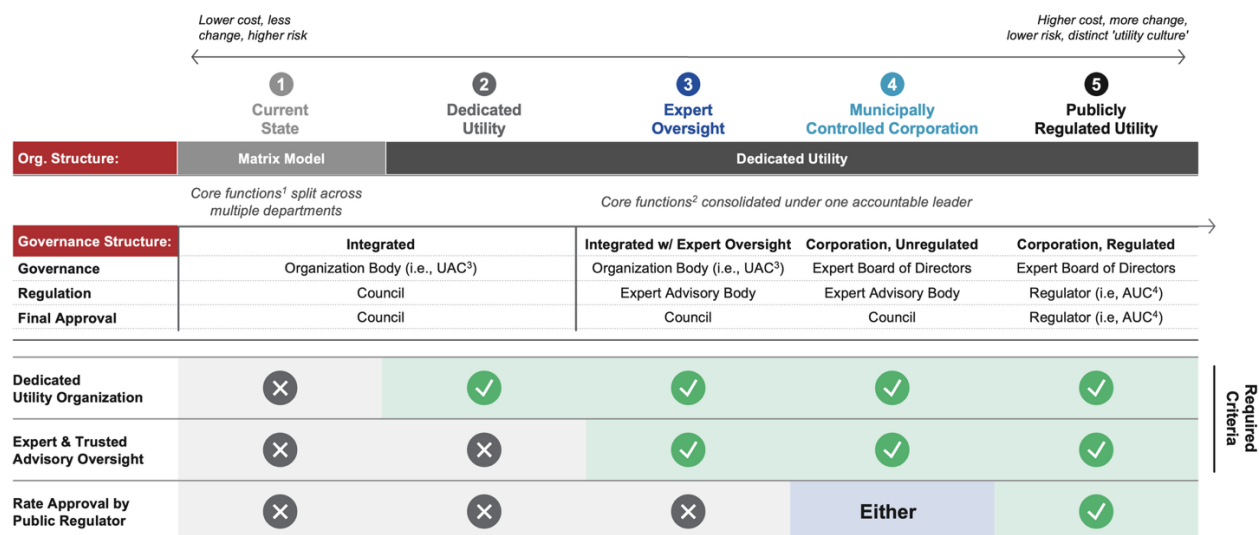 Lower cost, less
change, higher risk
Higher cost, more change,
lower risk, distinct 'utility culture'
1 2 3 4 5
Current
State
Dedicated
Utility
Expert
Oversight
Municipally
Controlled Corporation
Publicly
Regulated Utility
Org. Structure: Matrix Model Dedicated Utility
Core functions¹ split across
multiple departments
Core functions² consolidated under one accountable leader
Governance Structure: Integrated Integrated w/ Expert Oversight Corporation, Unregulated Corporation, Regulated
Governance Organization Body (i.e., UAC³) Organization Body (i.e., UAC³) Expert Board of Directors Expert Board of Directors
Regulation Council Expert Advisory Body Expert Advisory Body Regulator (i.e, AUC⁴)
Final Approval Council Council Council Regulator (i.e, AUC⁴)
Dedicated
Utility Organization
Expert & Trusted
Advisory Oversight
Rate Approval by
Public Regulator
Either
Required
Criteria